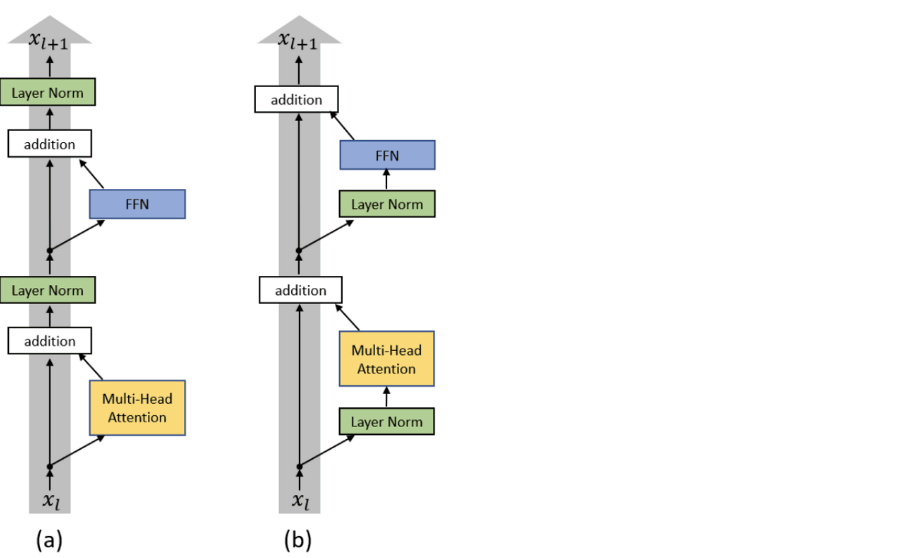 x_{l+1}
Layer Norm
addition
FFN
Layer Norm
addition
Multi-Head
Attention
x_l
(a)
x_{l+1}
addition
FFN
Layer Norm
addition
Multi-Head
Attention
Layer Norm
x_l
(b)